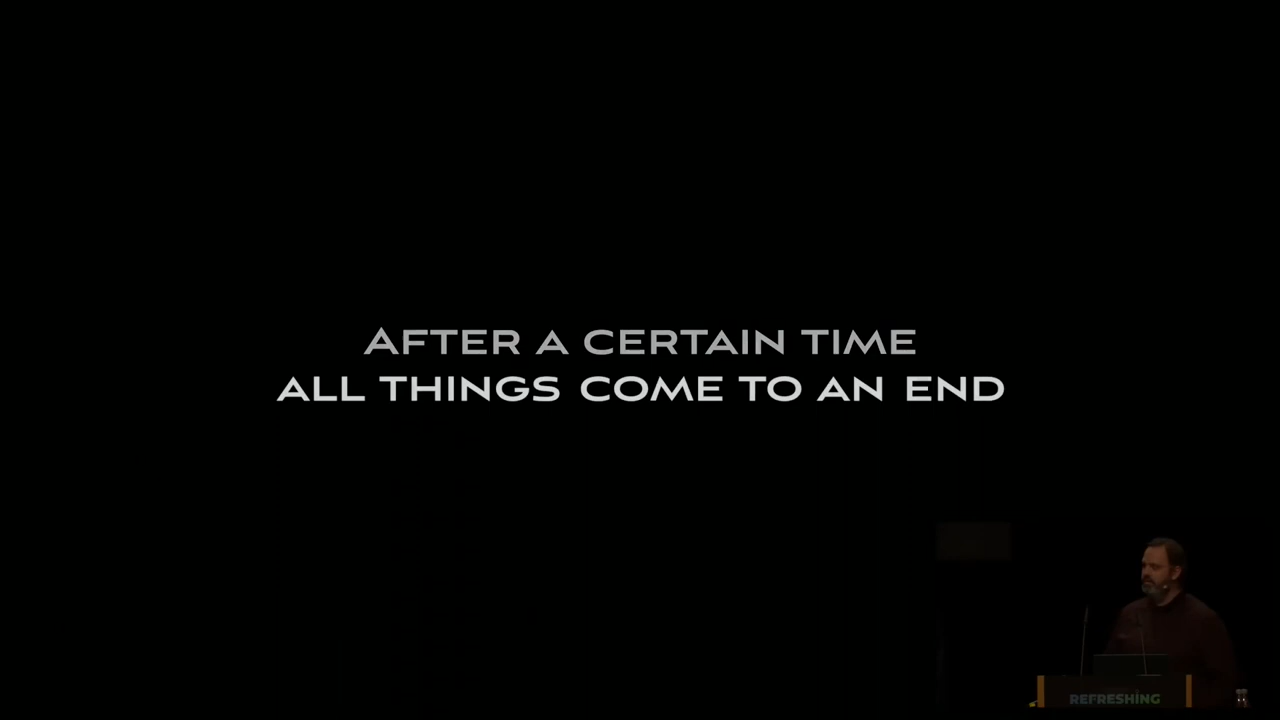 AFTER A CERTAIN TIME
ALL THINGS COME TO AN END
REFRESHING